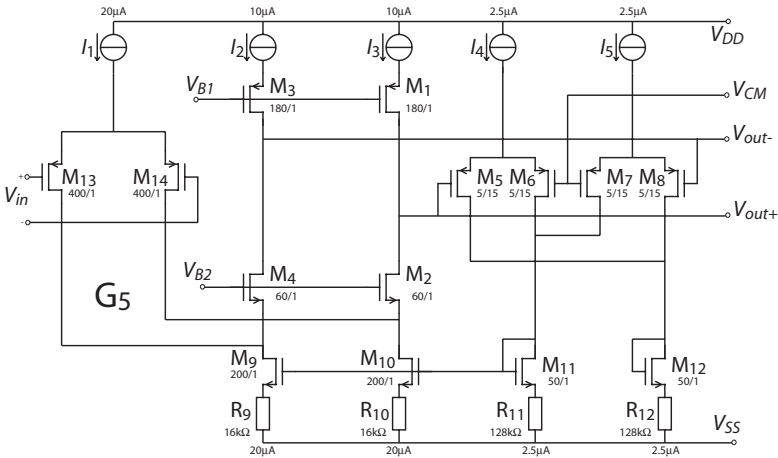 20µA 10µA 10µA 2.5µA 2.5µA
I1 I2 I3 I4 I5 VDD
VB1 M3 M1 VCM
180/1 180/1
Vout-
+ M13 M14 M5 M6 M7 M8
400/1 400/1 5/15 5/15 5/15 5/15
Vin
- Vout+
VB2 M4 M2
G5 60/1 60/1
M9 M10 M11 M12
200/1 200/1 50/1 50/1
R9 R10 R11 R12 VSS
16kΩ 16kΩ 128kΩ 128kΩ
20µA 20µA 2.5µA 2.5µA